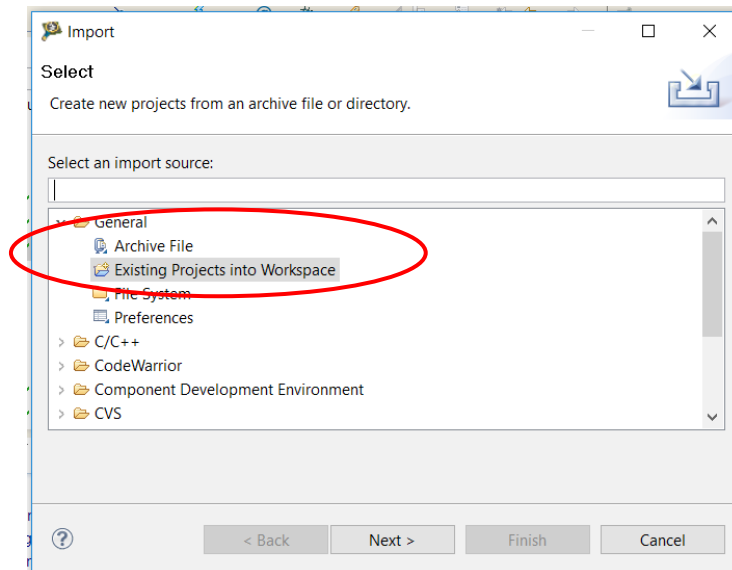 Import
Select
Create new projects from an archive file or directory.
Select an import source:
General
Archive File
Existing Projects into Workspace
File System
Preferences
> C/C++
> CodeWarrior
> Component Development Environment
> CVS
< Back Next > Finish Cancel